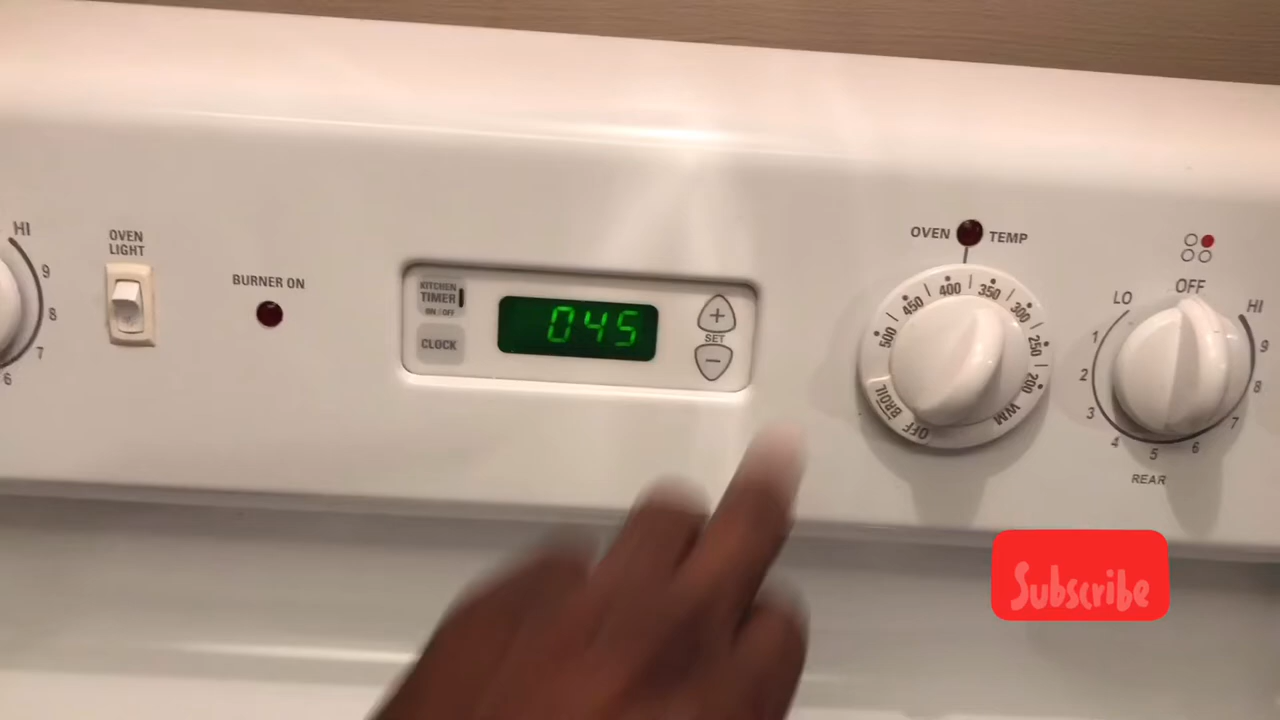 HI
9
8
7
6
OVEN
LIGHT
BURNER ON
KITCHEN
TIMER
ON / OFF
CLOCK
045
+
SET
−
OVEN TEMP
OFF BROIL 500 450 400 350 300 250 200 WM
OFF
LO HI
1 9
2 8
3 7
4 5 6
REAR
Subscribe